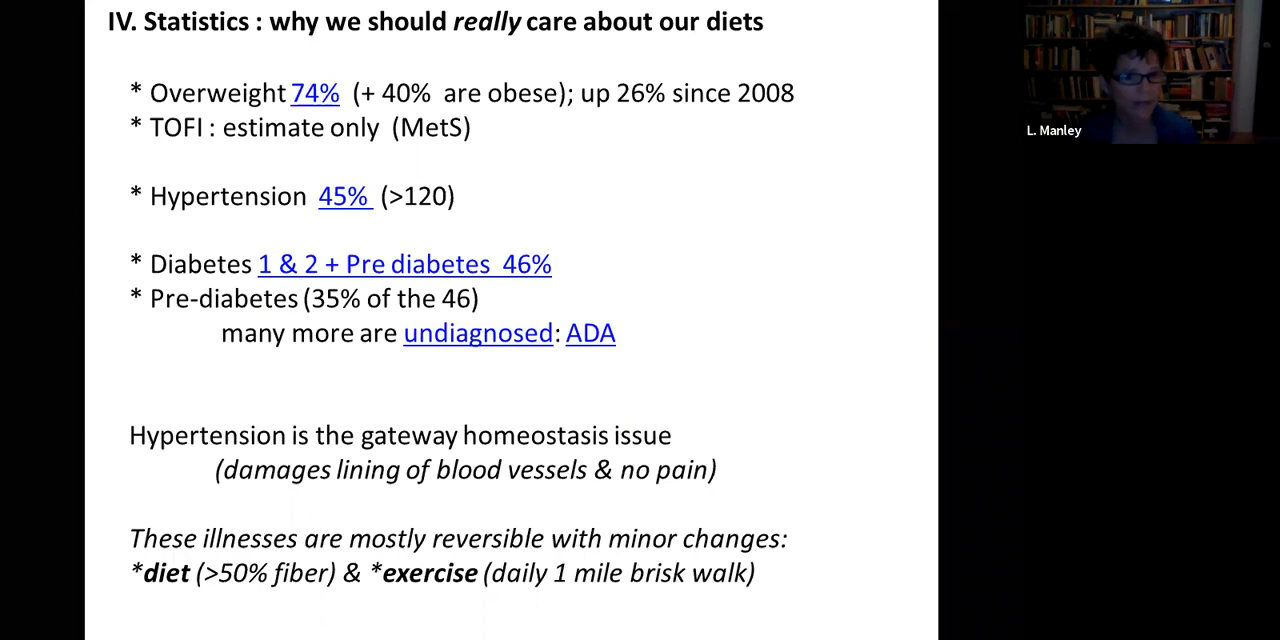 IV. Statistics : why we should really care about our diets
* Overweight 74% (+ 40% are obese); up 26% since 2008
* TOFI : estimate only (MetS)
* Hypertension 45% (>120)
* Diabetes 1 & 2 + Pre diabetes 46%
* Pre-diabetes (35% of the 46)
many more are undiagnosed: ADA
Hypertension is the gateway homeostasis issue
(damages lining of blood vessels & no pain)
These illnesses are mostly reversible with minor changes:
*diet (>50% fiber) & *exercise (daily 1 mile brisk walk)
L. Manley